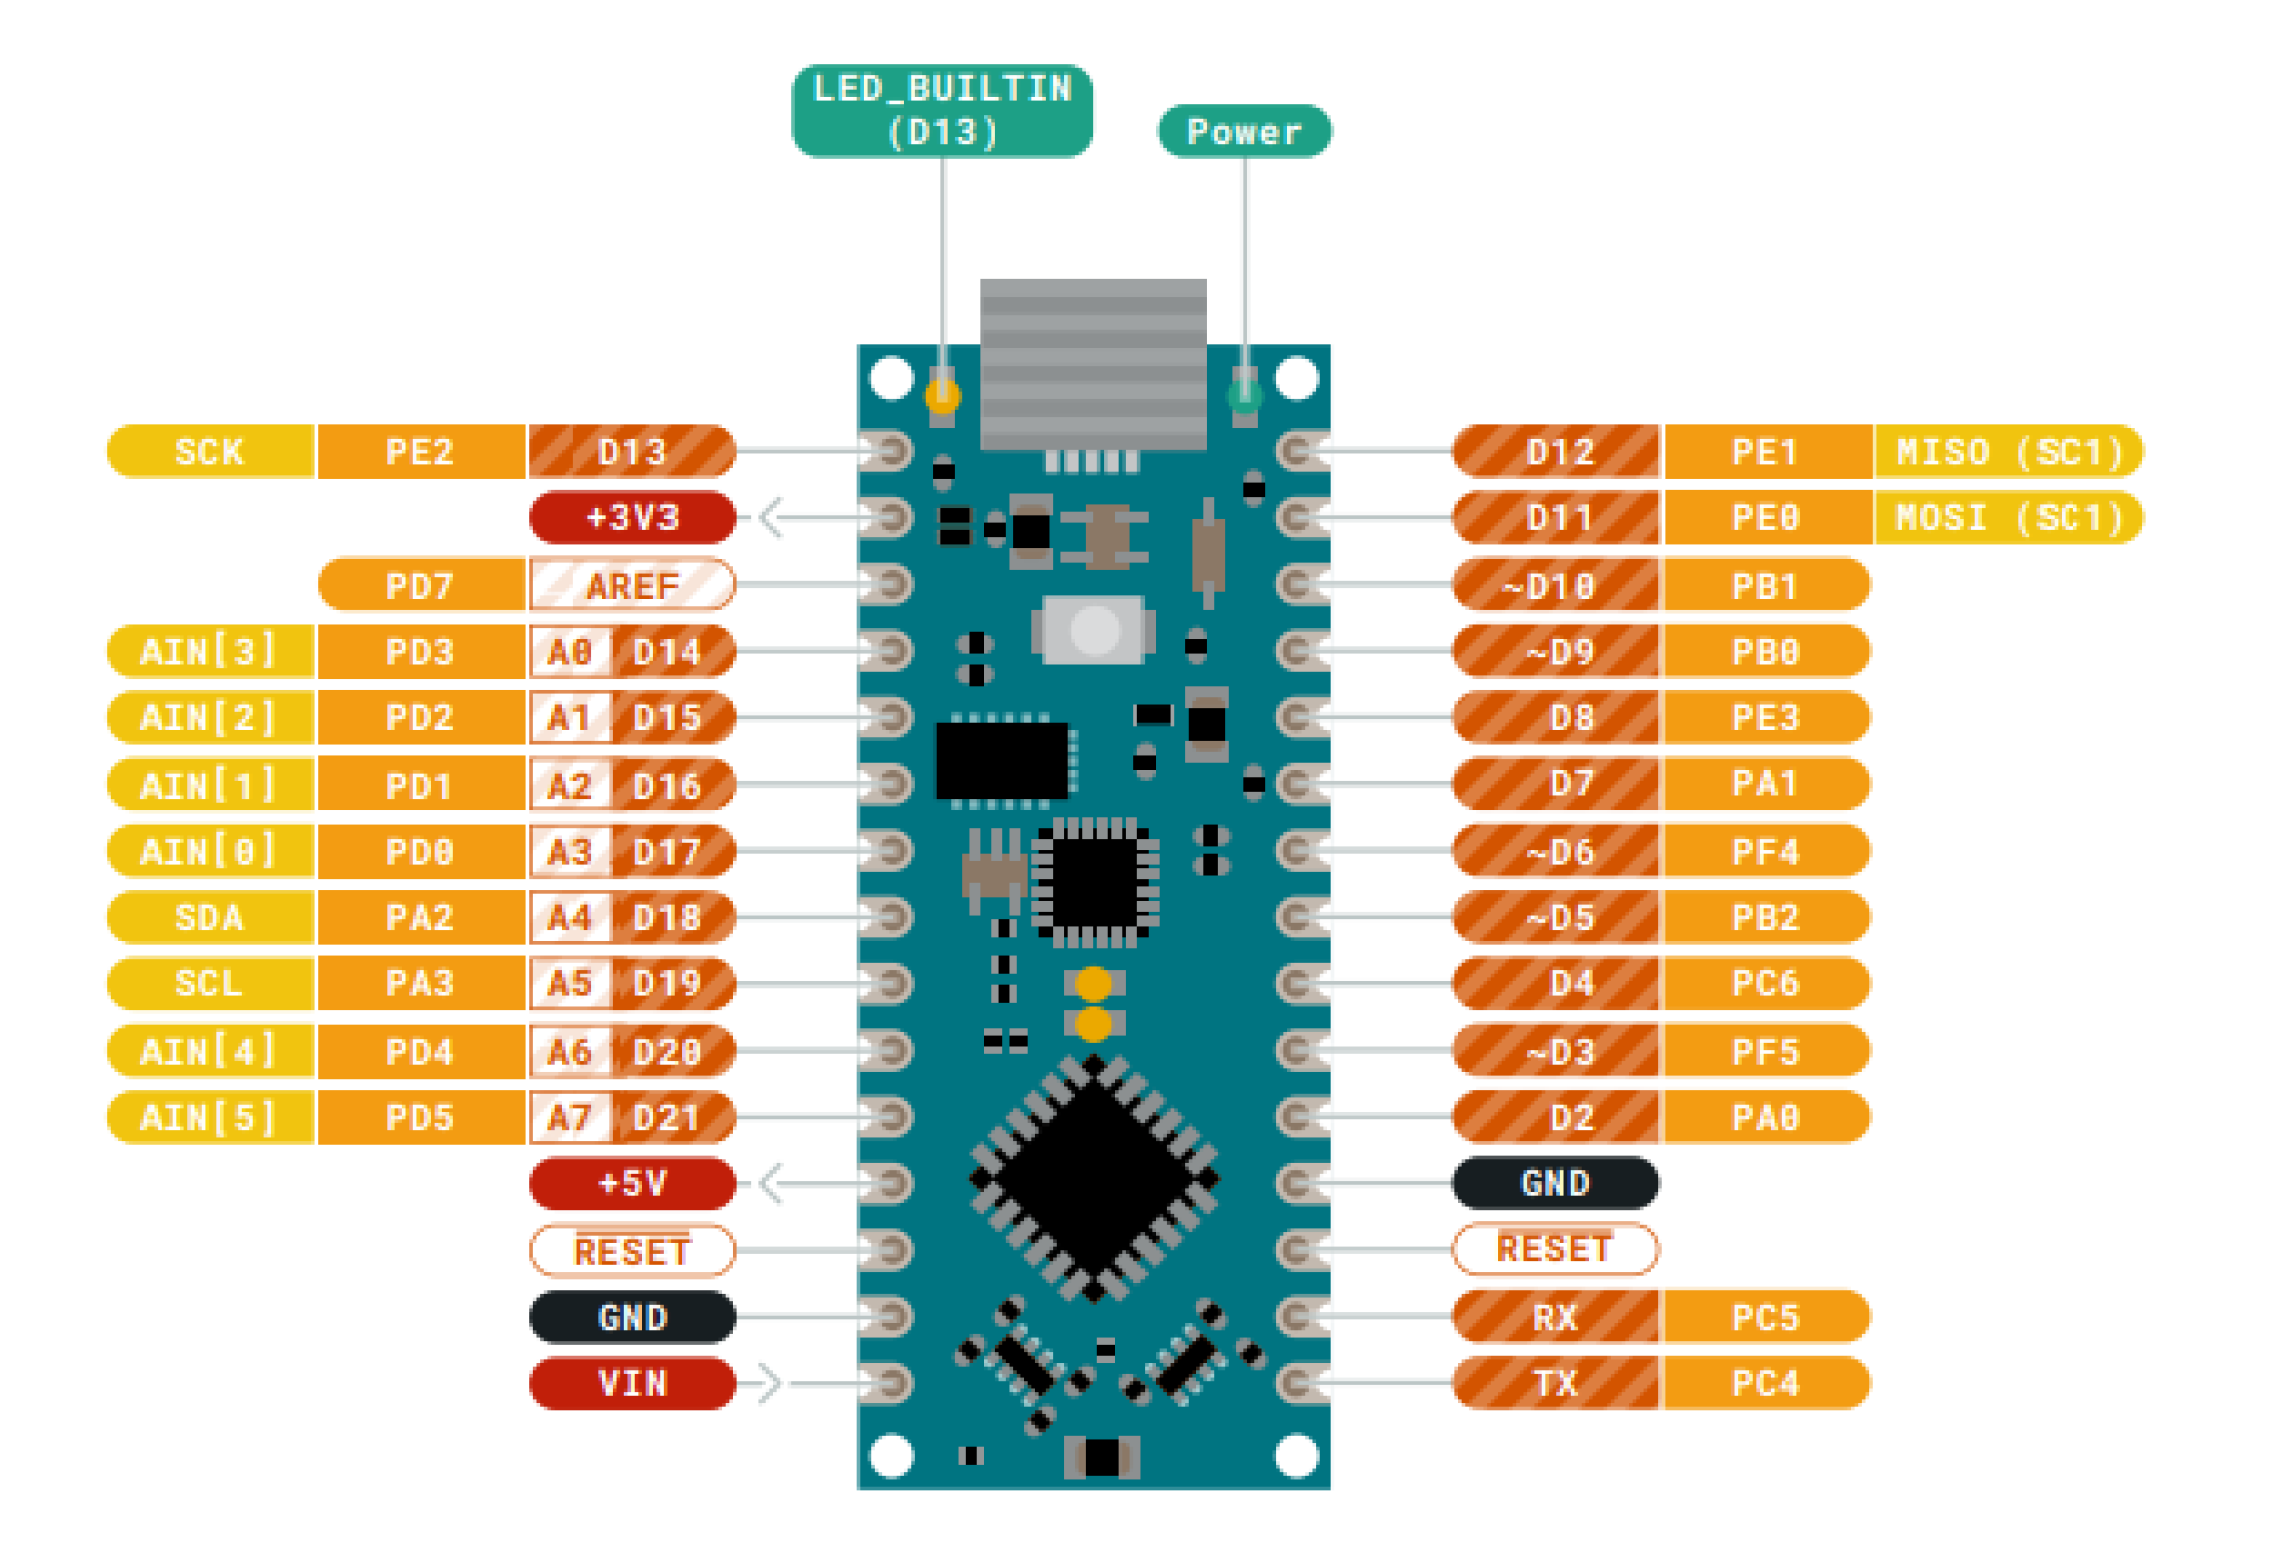 LED_BUILTIN
(D13)
Power
SCK PE2 D13
D12 PE1 MISO (SC1)
+3V3
D11 PE0 MOSI (SC1)
PD7 AREF
~D10 PB1
AIN[3] PD3 A0 D14
~D9 PB0
AIN[2] PD2 A1 D15
D8 PE3
AIN[1] PD1 A2 D16
D7 PA1
AIN[0] PD0 A3 D17
~D6 PF4
SDA PA2 A4 D18
~D5 PB2
SCL PA3 A5 D19
D4 PC6
AIN[4] PD4 A6 D20
~D3 PF5
AIN[5] PD5 A7 D21
D2 PA0
+5V
GND
RESET
RESET
GND
RX PC5
VIN
TX PC4